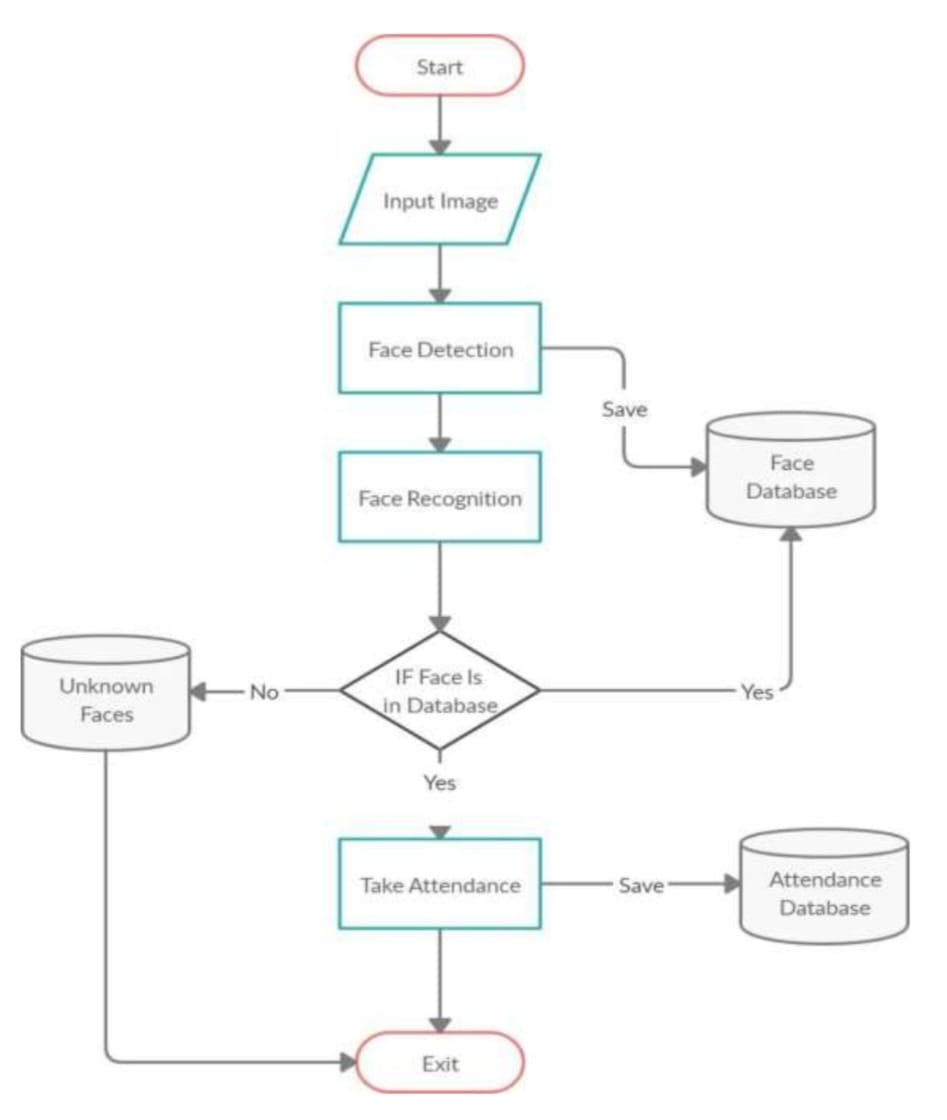 Start
Input Image
Face Detection
Save
Face
Database
Face Recognition
IF Face Is
in Database
No
Unknown
Faces
Yes
Yes
Take Attendance
Save
Attendance
Database
Exit